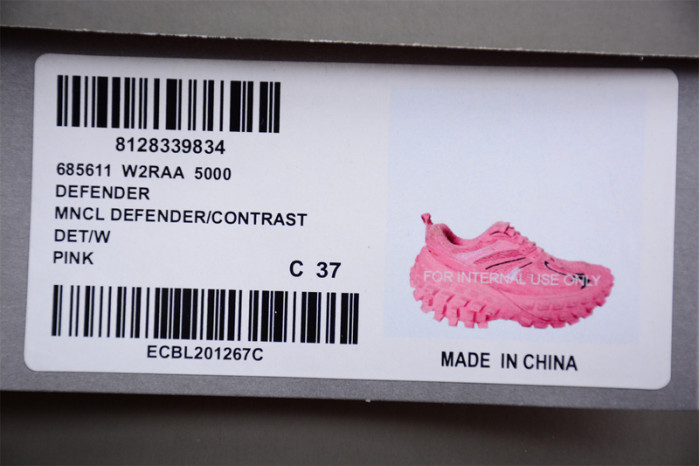 8128339834
685611 W2RAA 5000
DEFENDER
MNCL DEFENDER/CONTRAST
DET/W
PINK
C 37
ECBL201267C
FOR INTERNAL USE ONLY
MADE IN CHINA